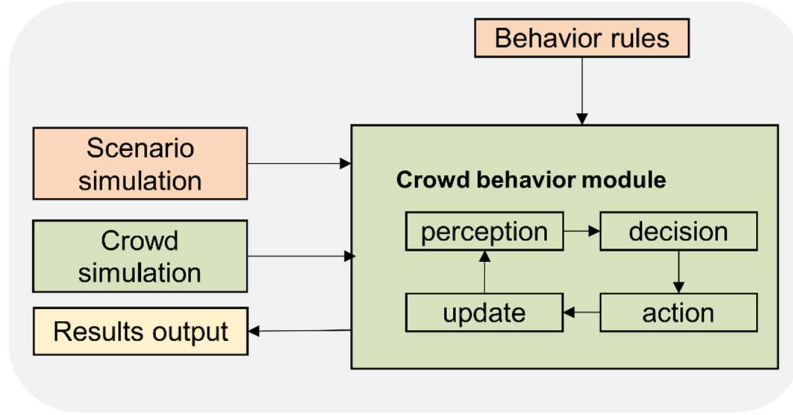 Behavior rules
Scenario
simulation
Crowd behavior module
perception
decision
Crowd
simulation
update
action
Results output